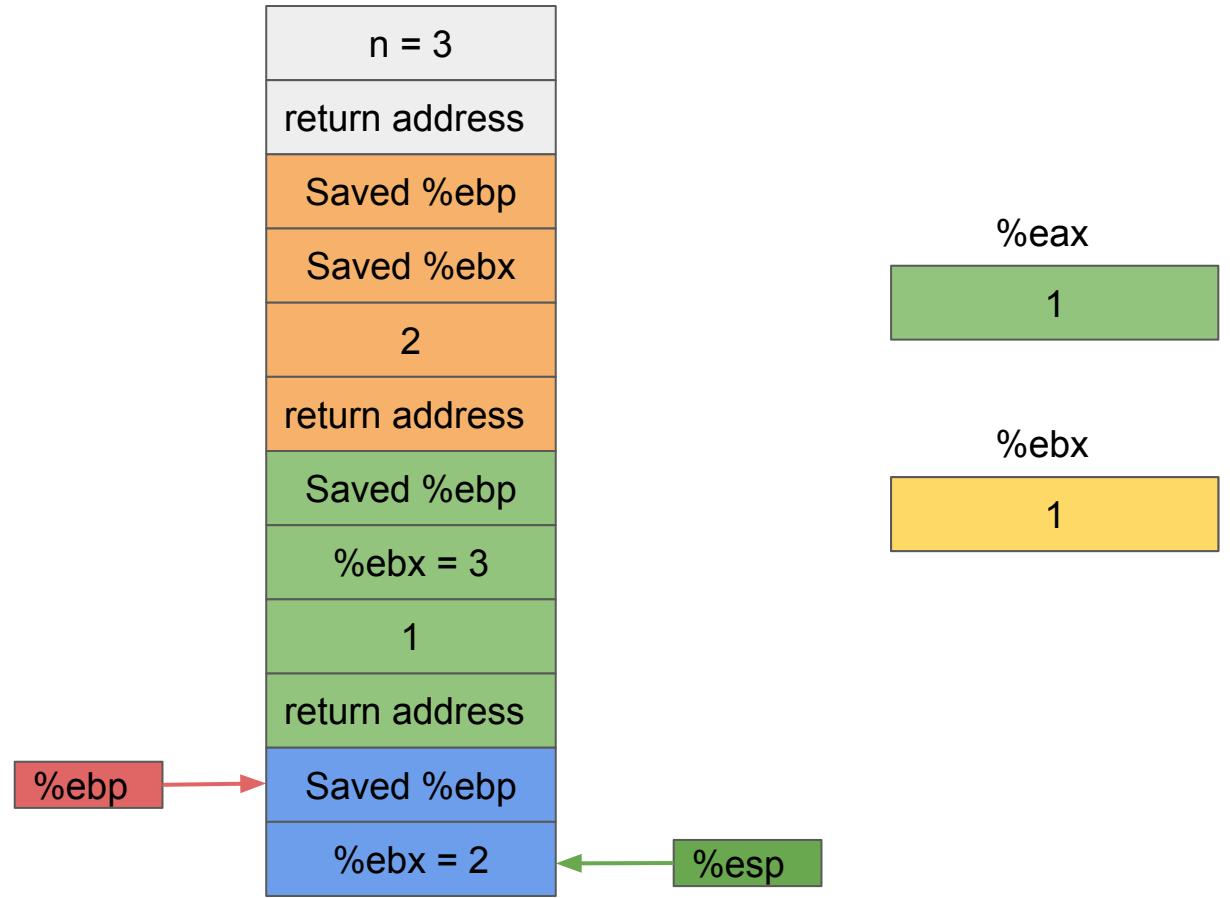 n = 3
return address
Saved %ebp
Saved %ebx
2
return address
Saved %ebp
%ebx = 3
1
return address
Saved %ebp
%ebx = 2
%ebp
%esp
%eax
1
%ebx
1